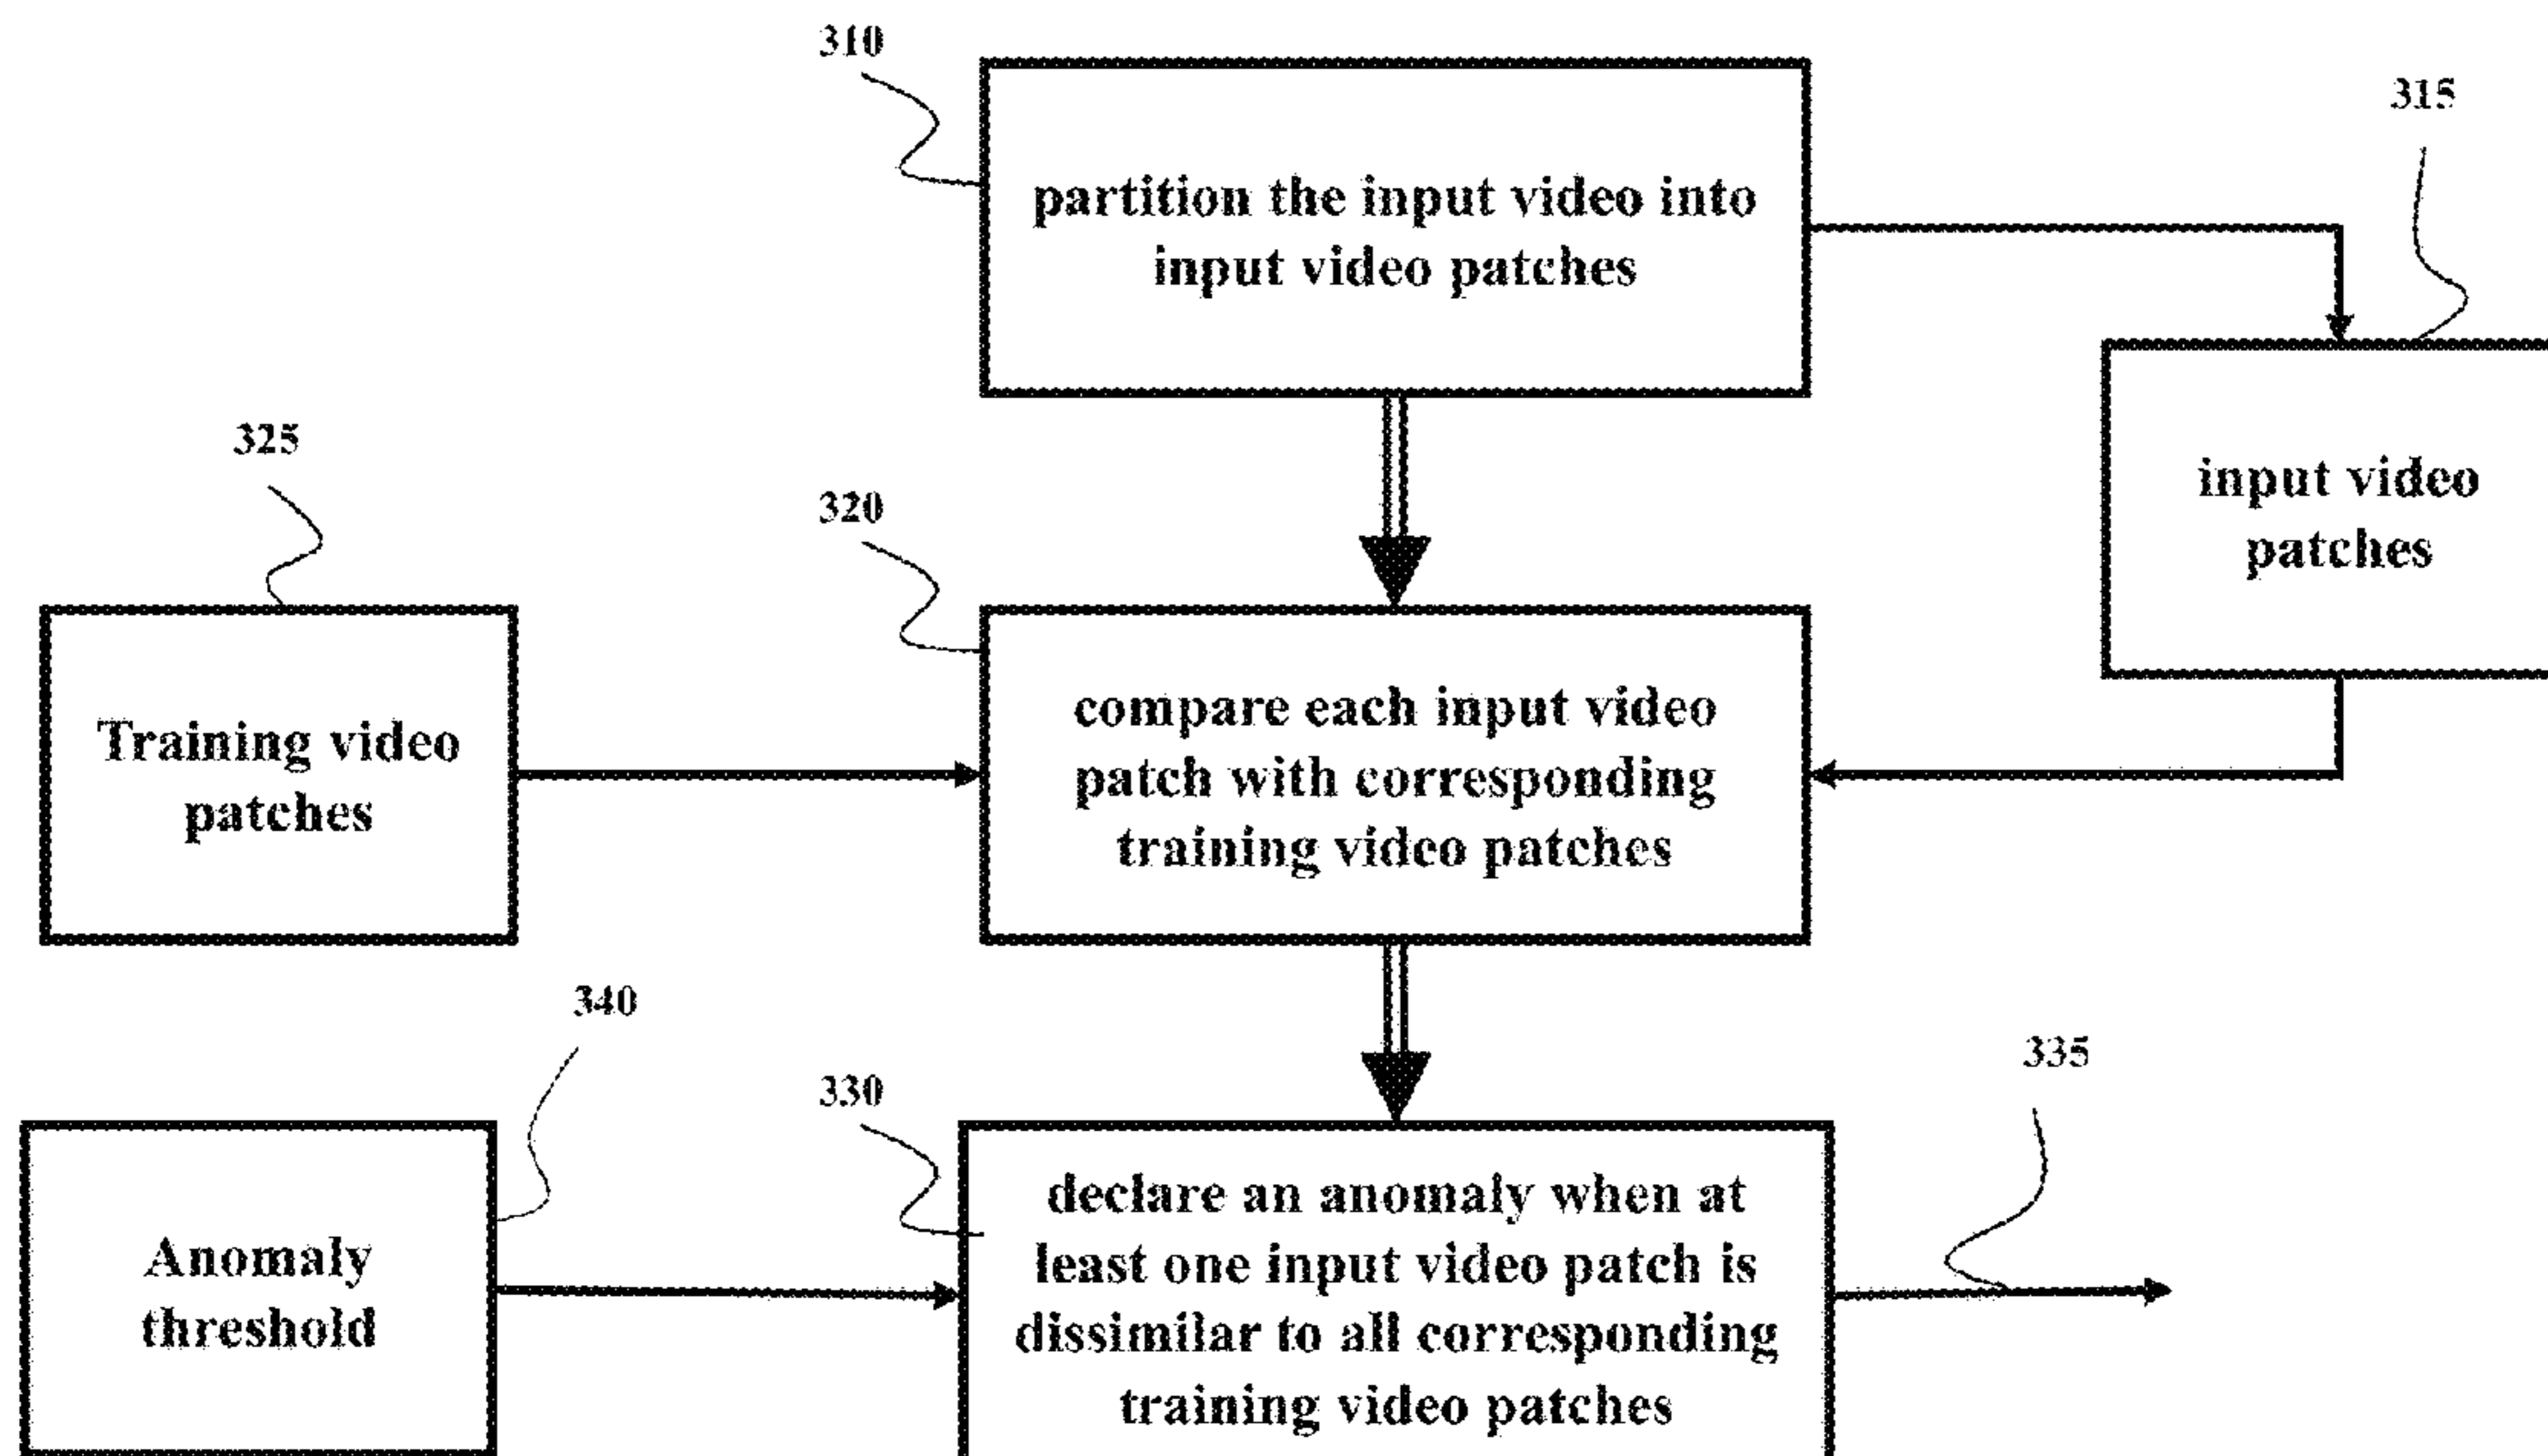 310
partition the input video into
input video patches
315
input video
patches
325
Training video
patches
320
compare each input video
patch with corresponding
training video patches
340
Anomaly
threshold
330
declare an anomaly when at
least one input video patch is
dissimilar to all corresponding
training video patches
335